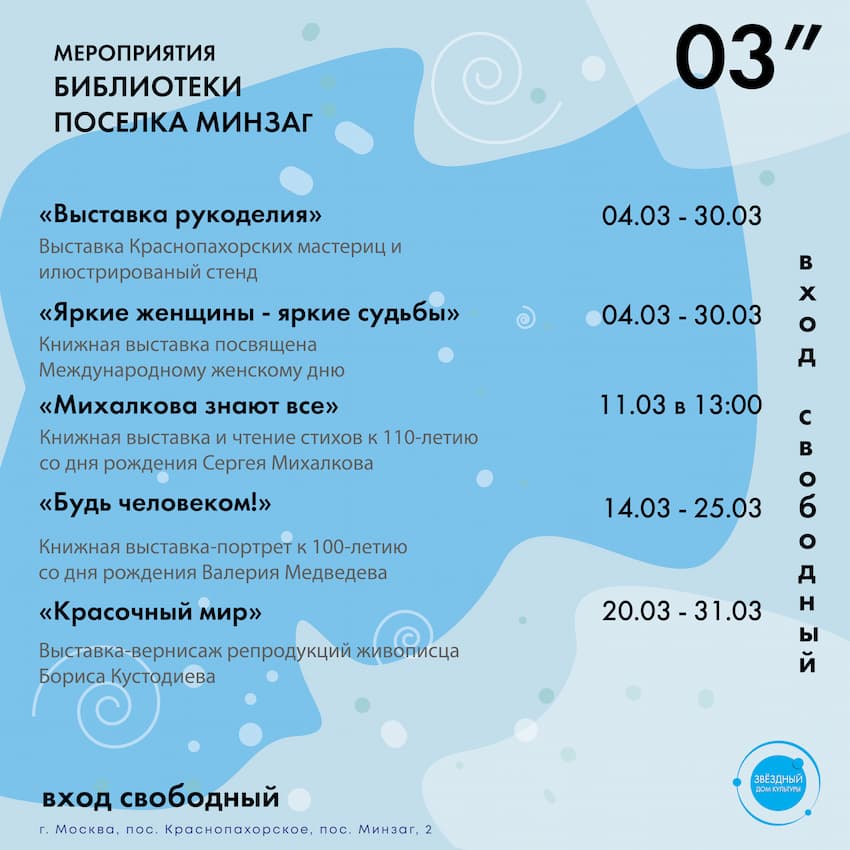 МЕРОПРИЯТИЯ
БИБЛИОТЕКИ
ПОСЕЛКА МИНЗАГ
03”
«Выставка рукоделия»
04.03 - 30.03
Выставка Краснопахорских мастериц и
илюстрированый стенд
«Яркие женщины - яркие судьбы»
04.03 - 30.03
Книжная выставка посвящена
Международному женскому дню
«Михалкова знают все»
11.03 в 13:00
Книжная выставка и чтение стихов к 110-летию
со дня рождения Сергея Михалкова
«Будь человеком!»
14.03 - 25.03
Книжная выставка-портрет к 100-летию
со дня рождения Валерия Медведева
«Красочный мир»
20.03 - 31.03
Выставка-вернисаж репродукций живописца
Бориса Кустодиева
вход свободный
вход свободный
г. Москва, пос. Краснопахорское, пос. Минзаг, 2
ЗВЁЗДНЫЙ
ДОМ КУЛЬТУРЫ